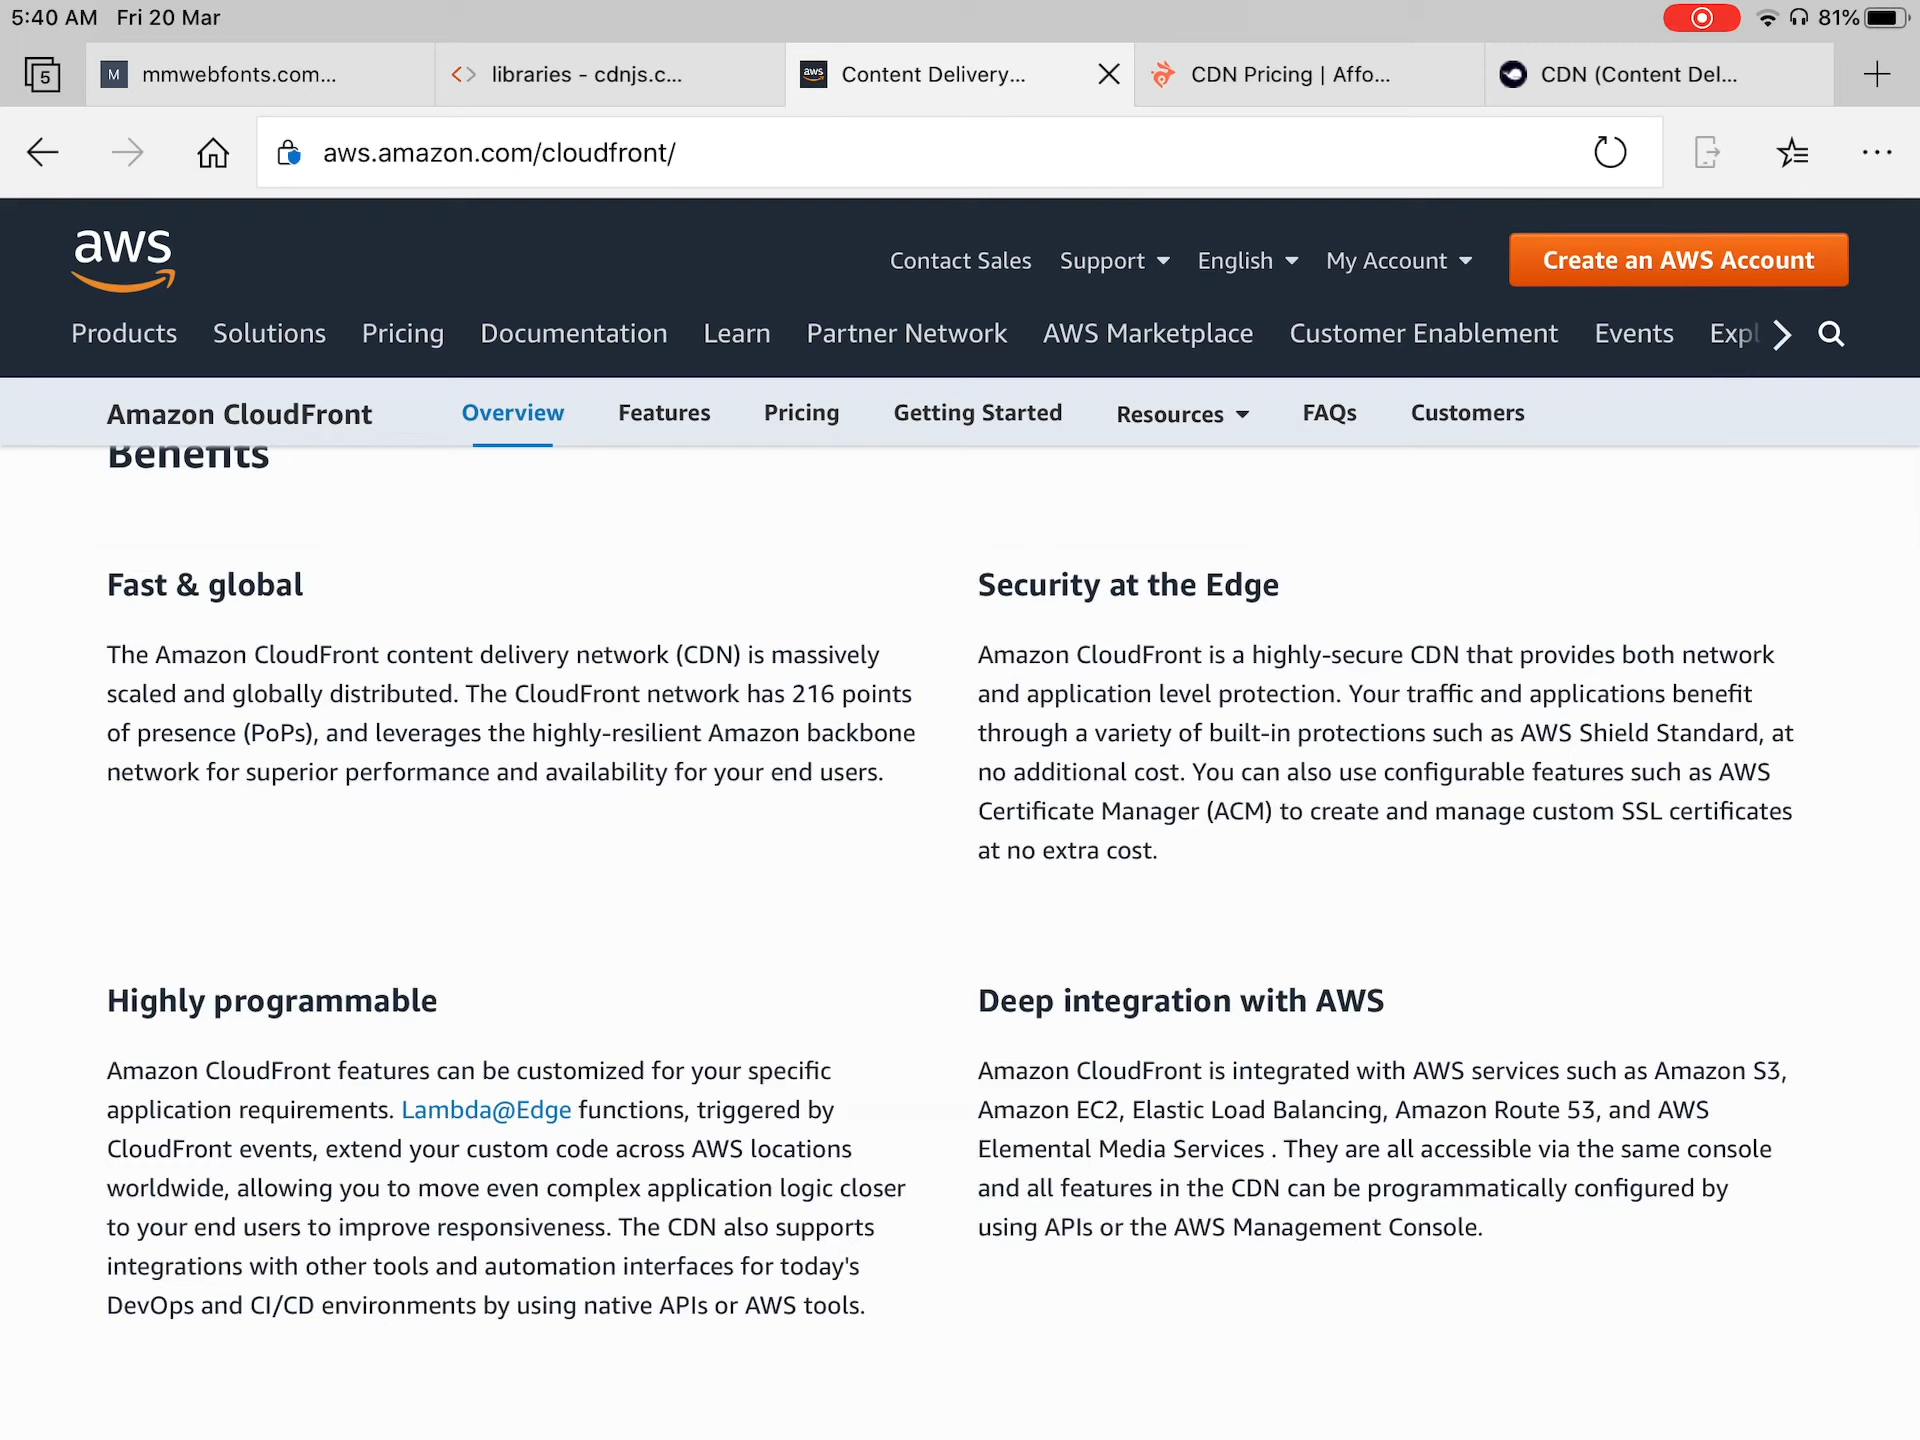 5:40 AM Fri 20 Mar
81%
5
M mmwebfonts.com...
<> libraries - cdnjs.c...
aws Content Delivery...
CDN Pricing | Affo...
CDN (Content Del...
aws.amazon.com/cloudfront/
aws
Contact Sales Support English My Account Create an AWS Account
Products Solutions Pricing Documentation Learn Partner Network AWS Marketplace Customer Enablement Events Expl
Amazon CloudFront Overview Features Pricing Getting Started Resources FAQs Customers
Benefits
Fast & global
The Amazon CloudFront content delivery network (CDN) is massively
scaled and globally distributed. The CloudFront network has 216 points
of presence (PoPs), and leverages the highly-resilient Amazon backbone
network for superior performance and availability for your end users.
Security at the Edge
Amazon CloudFront is a highly-secure CDN that provides both network
and application level protection. Your traffic and applications benefit
through a variety of built-in protections such as AWS Shield Standard, at
no additional cost. You can also use configurable features such as AWS
Certificate Manager (ACM) to create and manage custom SSL certificates
at no extra cost.
Highly programmable
Amazon CloudFront features can be customized for your specific
application requirements. Lambda@Edge functions, triggered by
CloudFront events, extend your custom code across AWS locations
worldwide, allowing you to move even complex application logic closer
to your end users to improve responsiveness. The CDN also supports
integrations with other tools and automation interfaces for today's
DevOps and CI/CD environments by using native APIs or AWS tools.
Deep integration with AWS
Amazon CloudFront is integrated with AWS services such as Amazon S3,
Amazon EC2, Elastic Load Balancing, Amazon Route 53, and AWS
Elemental Media Services . They are all accessible via the same console
and all features in the CDN can be programmatically configured by
using APIs or the AWS Management Console.